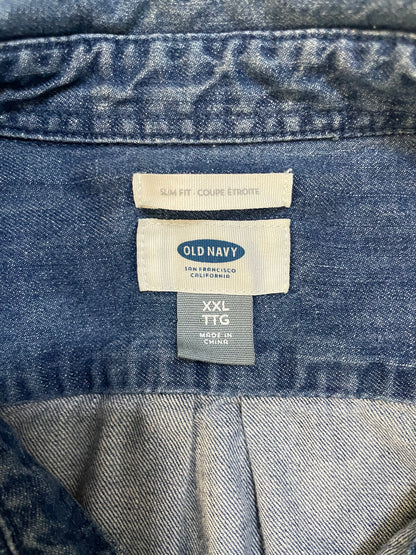 SLIM FIT · COUPE ÉTROITE
OLD NAVY
SAN FRANCISCO
CALIFORNIA
XXL
TTG
MADE IN
CHINA